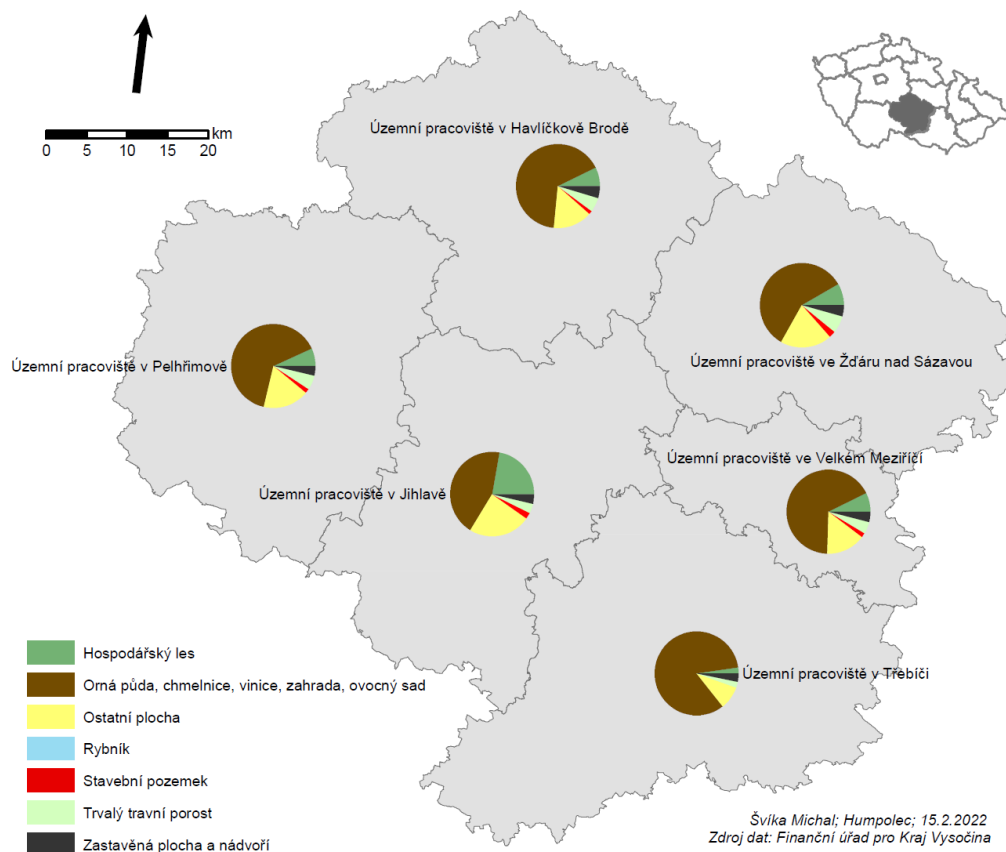 km
0 5 10 15 20
Územní pracoviště v Havlíčkově Brodě
Územní pracoviště v Pelhřimově
Územní pracoviště ve Žďáru nad Sázavou
Územní pracoviště ve Velkém Meziříčí
Územní pracoviště v Jihlavě
Územní pracoviště v Třebíči
Hospodářský les
Orná půda, chmelnice, vinice, zahrada, ovocný sad
Ostatní plocha
Rybník
Stavební pozemek
Trvalý travní porost
Zastavěná plocha a nádvoří
Švíka Michal; Humpolec; 15.2.2022
Zdroj dat: Finanční úřad pro Kraj Vysočina